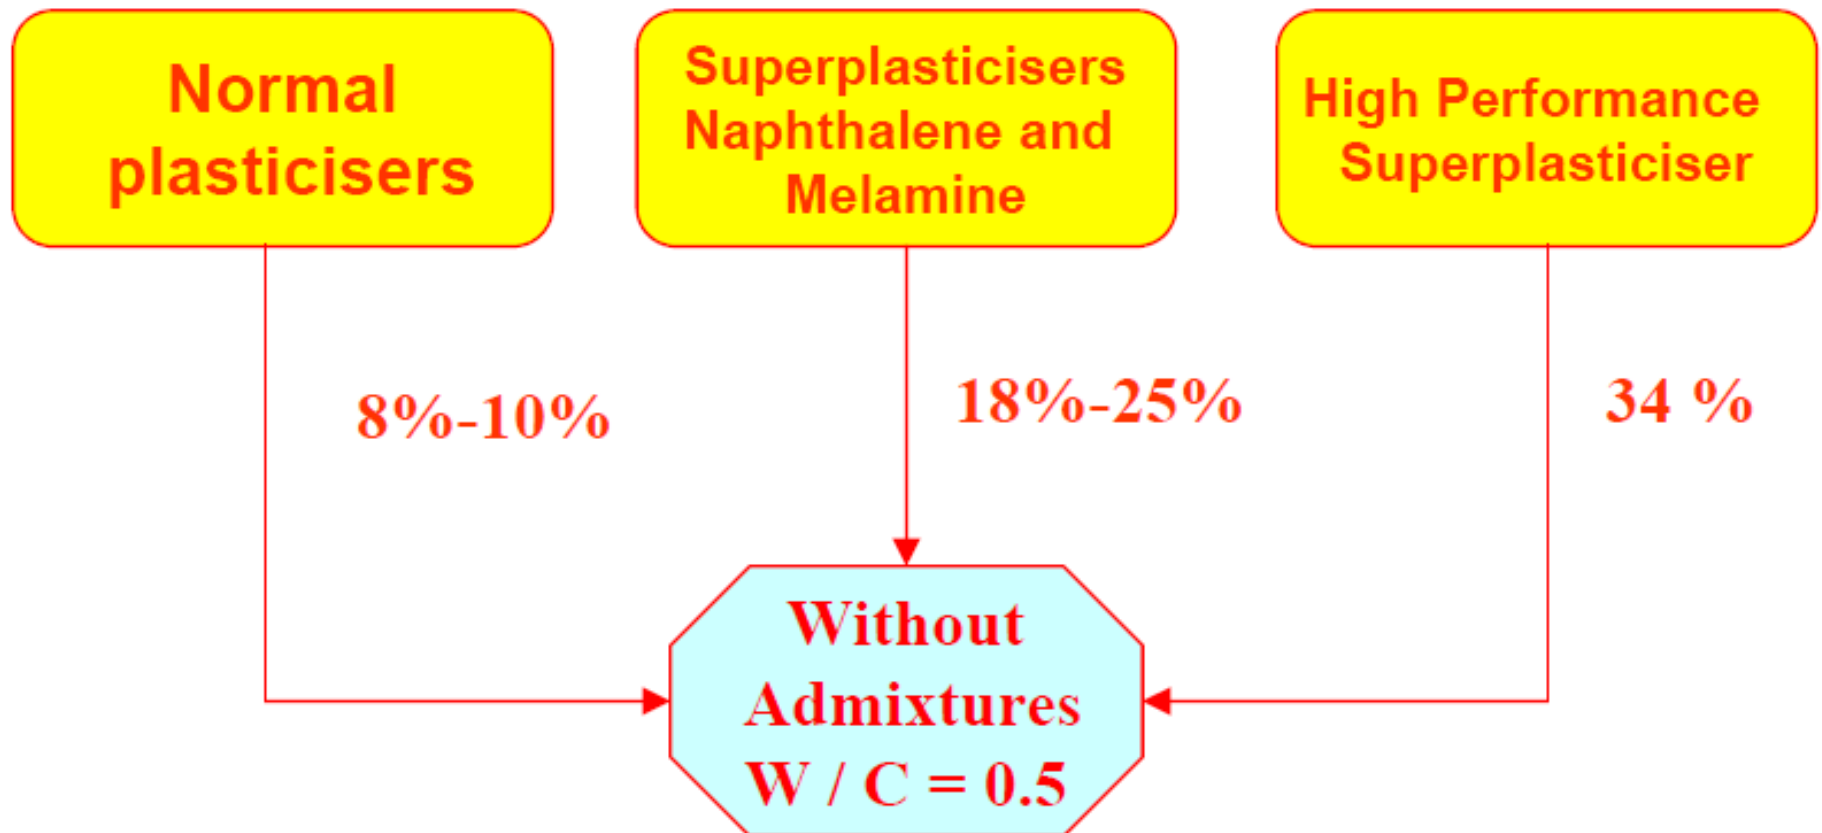 Normal
plasticisers
Superplasticisers
Naphthalene and
Melamine
High Performance
Superplasticiser
8%-10%
18%-25%
34 %
Without
Admixtures
W / C = 0.5